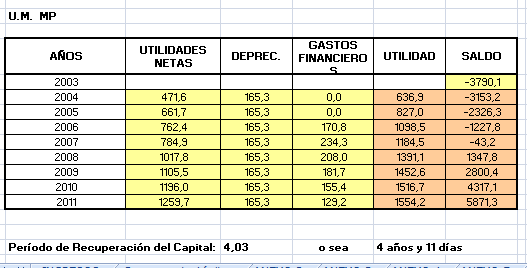 U.M. MP
AÑOS UTILIDADES NETAS DEPREC. GASTOS FINANCIEROS UTILIDAD SALDO
2003 -3790,1
2004 471,6 165,3 0,0 636,9 -3153,2
2005 661,7 165,3 0,0 827,0 -2326,3
2006 762,4 165,3 170,8 1098,5 -1227,8
2007 784,9 165,3 234,3 1184,5 -43,2
2008 1017,8 165,3 208,0 1391,1 1347,8
2009 1105,5 165,3 181,7 1452,6 2800,4
2010 1196,0 165,3 155,4 1516,7 4317,1
2011 1259,7 165,3 129,2 1554,2 5871,3
Período de Recuperación del Capital: 4,03 o sea 4 años y 11 días